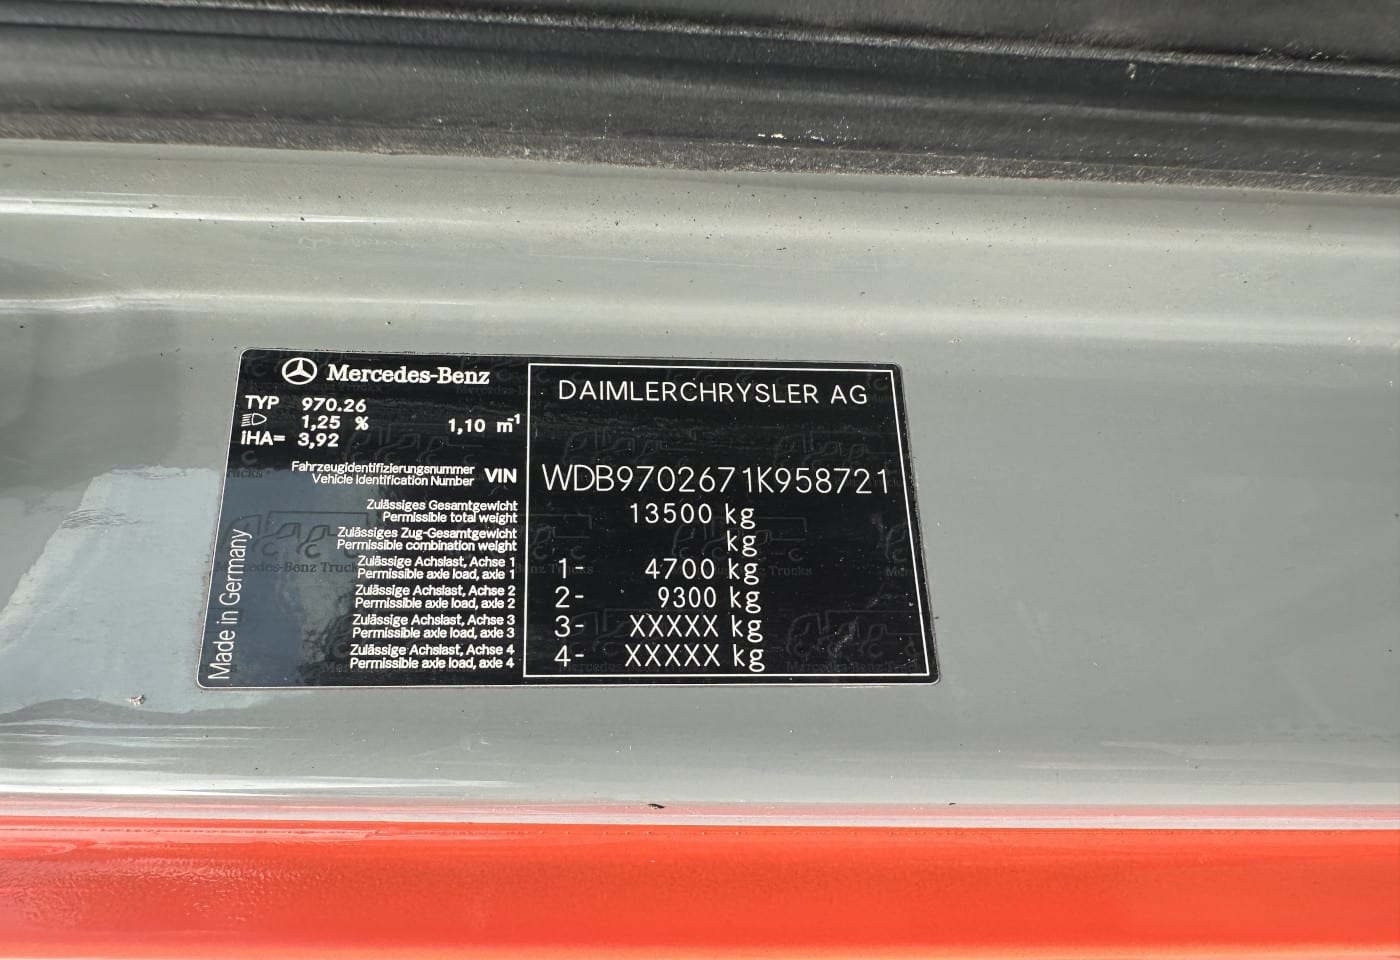 Mercedes-Benz
TYP 970.26
1,25 % 1,10 m-1
iHA= 3,92
Fahrzeugidentifizierungsnummer
Vehicle Identification Number VIN
Zulässiges Gesamtgewicht
Permissible total weight
Zulässiges Zug-Gesamtgewicht
Permissible combination weight
Zulässige Achslast, Achse 1
Permissible axle load, axle 1
Zulässige Achslast, Achse 2
Permissible axle load, axle 2
Zulässige Achslast, Achse 3
Permissible axle load, axle 3
Zulässige Achslast, Achse 4
Permissible axle load, axle 4
Made in Germany
DAIMLERCHRYSLER AG
WDB9702671K958721
13500 kg
kg
1- 4700 kg
2- 9300 kg
3- XXXXX kg
4- XXXXX kg